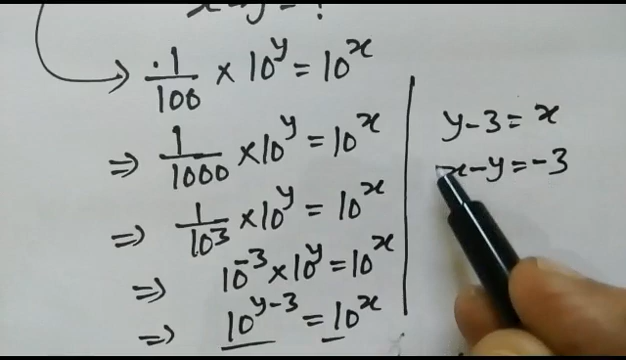 x-y=?
⇒ .1/100 × 10^y = 10^x
⇒ 1/1000 × 10^y = 10^x
⇒ 1/10^3 × 10^y = 10^x
⇒ 10^-3 × 10^y = 10^x
⇒ 10^y-3 = 10^x
y-3=x
x-y=-3